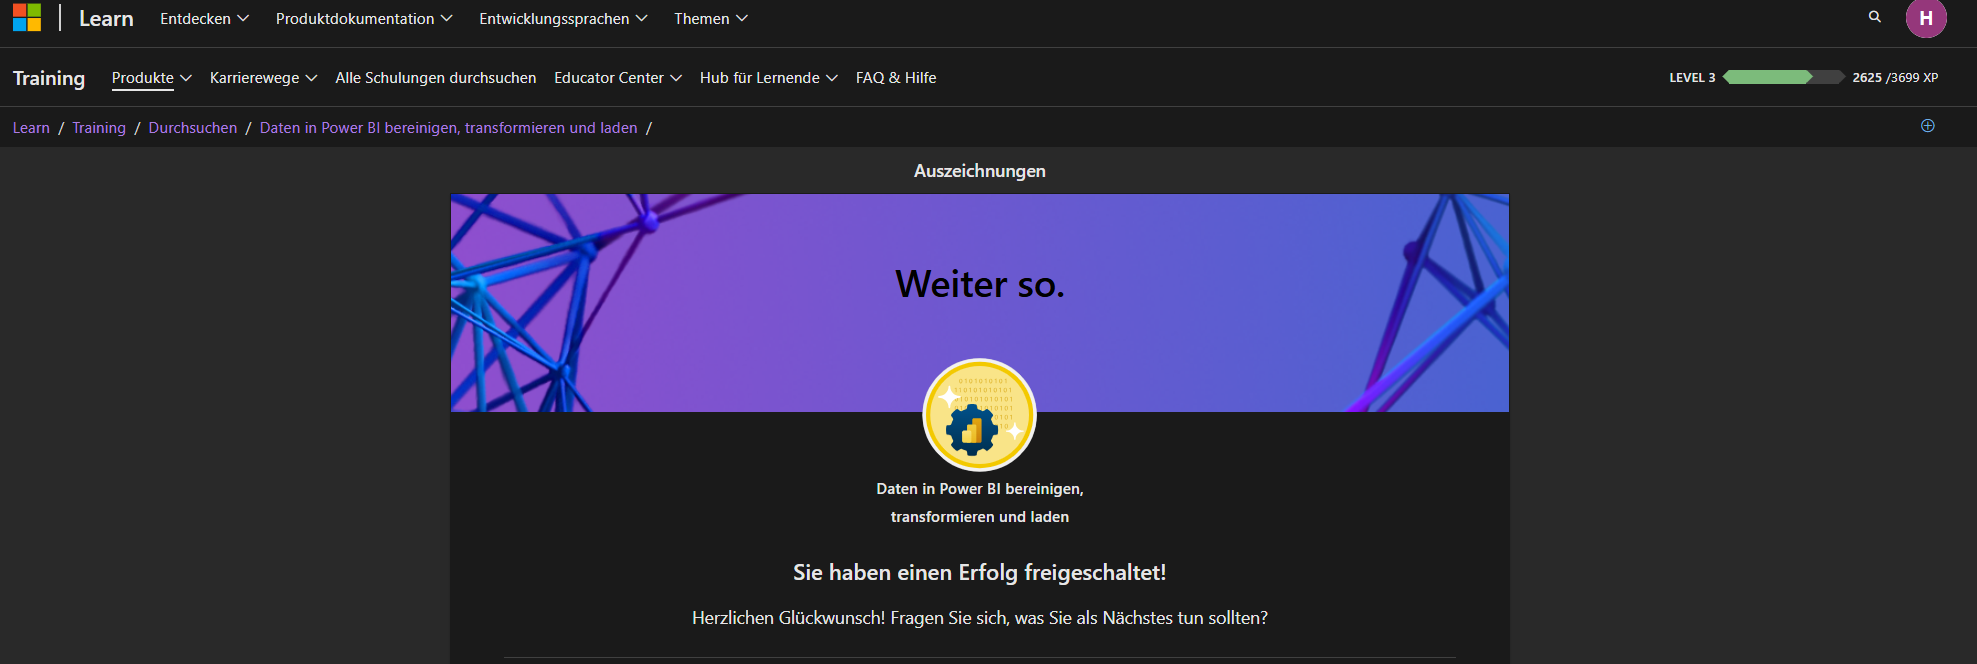 Learn Entdecken Produktdokumentation Entwicklungssprachen Themen H
Training Produkte Karrierewege Alle Schulungen durchsuchen Educator Center Hub für Lernende FAQ & Hilfe LEVEL 3 2625 /3699 XP
Learn / Training / Durchsuchen / Daten in Power BI bereinigen, transformieren und laden /
Auszeichnungen
Weiter so.
Daten in Power BI bereinigen,
transformieren und laden
Sie haben einen Erfolg freigeschaltet!
Herzlichen Glückwunsch! Fragen Sie sich, was Sie als Nächstes tun sollten?